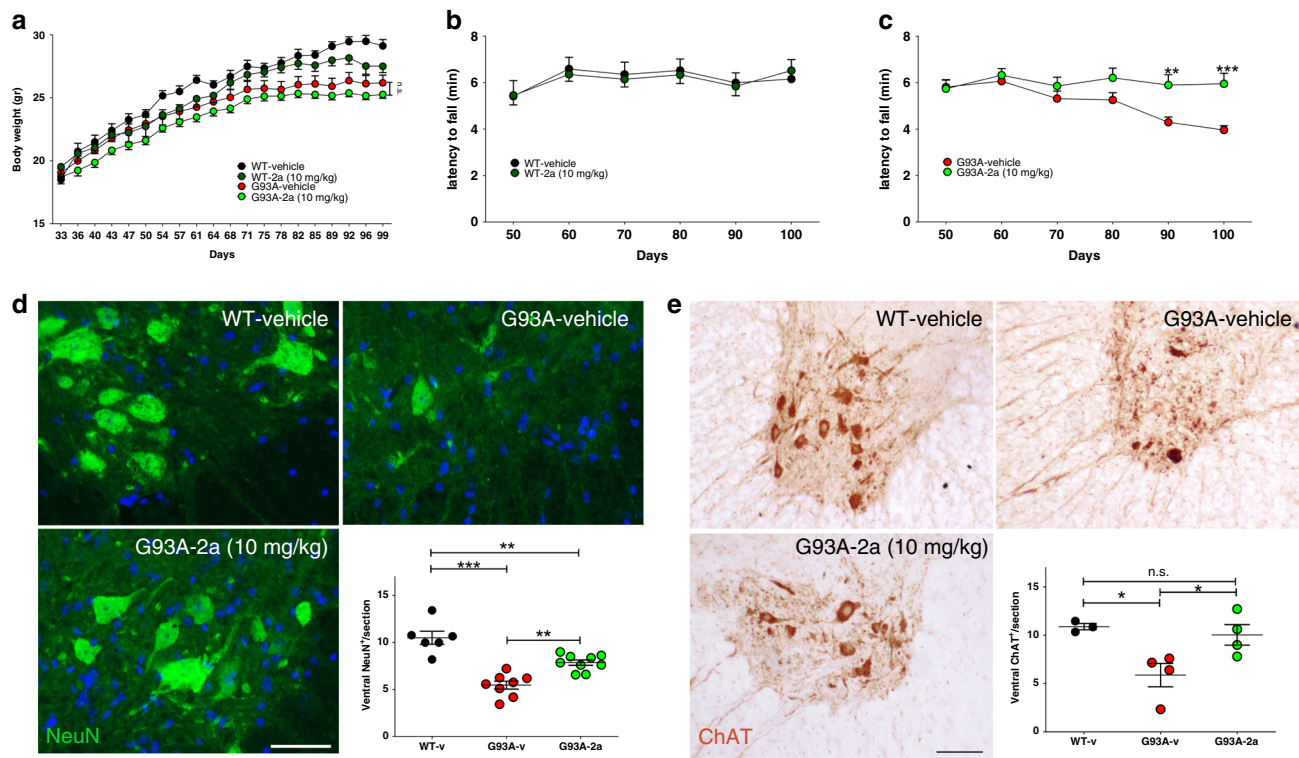 a
30
25
20
15
Body weight (gr)
n.s.
WT-vehicle
WT-2a (10 mg/kg)
G93A-vehicle
G93A-2a (10 mg/kg)
33 36 40 43 47 50 54 57 61 64 68 71 75 78 82 85 89 92 96 99
Days
b
8
6
4
2
0
latency to fall (min)
WT-vehicle
WT-2a (10 mg/kg)
50 60 70 80 90 100
Days
c
8
6
4
2
0
latency to fall (min)
** ***
G93A-vehicle
G93A-2a (10 mg/kg)
50 60 70 80 90 100
Days
d
WT-vehicle
G93A-vehicle
G93A-2a (10 mg/kg)
NeuN
**
***
**
15
10
5
0
Ventral NeuN+/section
WT-v G93A-v G93A-2a
e
WT-vehicle
G93A-vehicle
G93A-2a (10 mg/kg)
ChAT
n.s.
* *
15
10
5
0
Ventral ChAT+/section
WT-v G93A-v G93A-2a